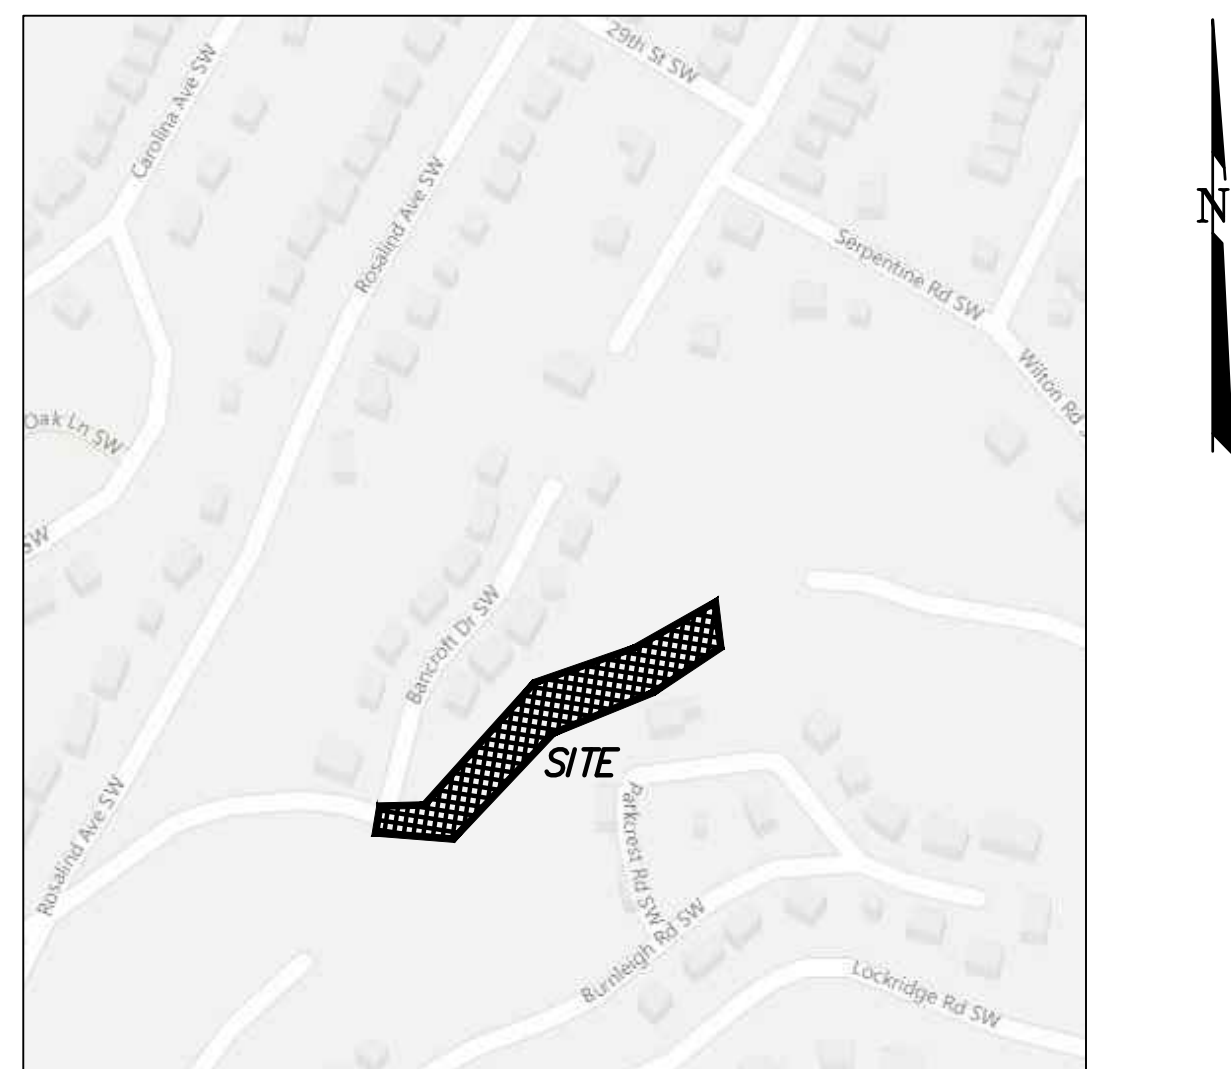 29th St SW
Carolina Ave SW
Rosalind Ave SW
N
Serpentine Rd SW
Wilton Rd S
Oak Ln SW
SW
Bancroft Dr SW
SITE
Rosalind Ave SW
Parkcrest Rd SW
Burnleigh Rd SW
Lockridge Rd SW